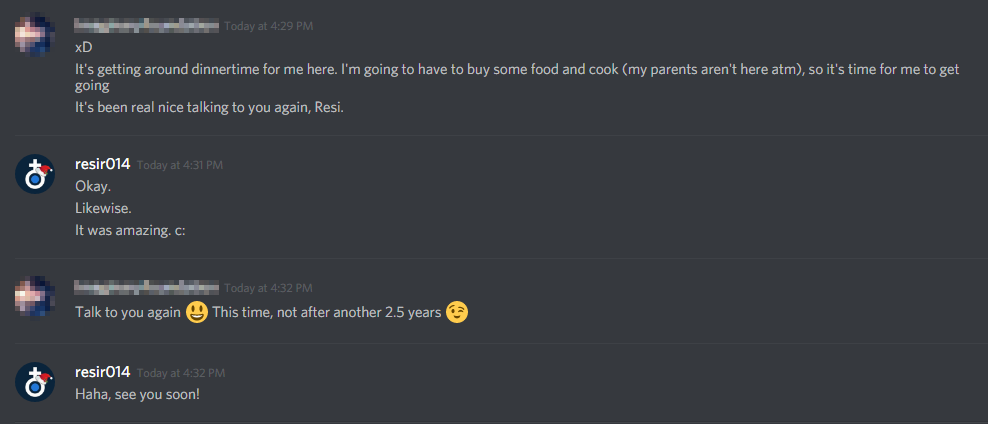 Today at 4:29 PM
xD
It's getting around dinnertime for me here. I'm going to have to buy some food and cook (my parents aren't here atm), so it's time for me to get
going
It's been real nice talking to you again, Resi.
resir014 Today at 4:31 PM
Okay.
Likewise.
It was amazing. c:
Today at 4:32 PM
Talk to you again 😃 This time, not after another 2.5 years 😉
resir014 Today at 4:32 PM
Haha, see you soon!